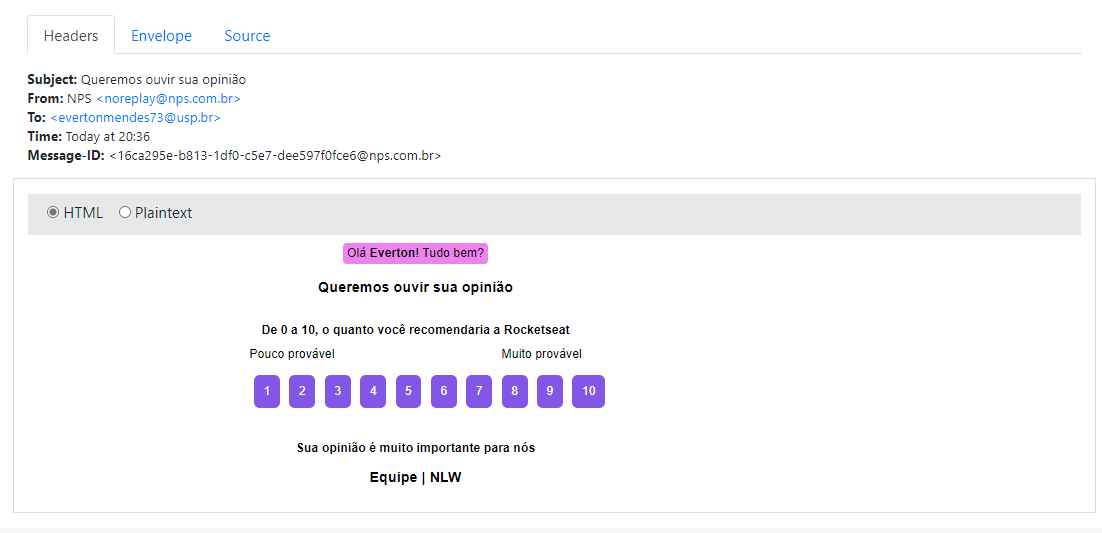 Headers Envelope Source
Subject: Queremos ouvir sua opinião
From: NPS <noreplay@nps.com.br>
To: <evertonmendes73@usp.br>
Time: Today at 20:36
Message-ID: <16ca295e-b813-1df0-c5e7-dee597f0fce6@nps.com.br>
HTML Plaintext
Olá Everton! Tudo bem?
Queremos ouvir sua opinião
De 0 a 10, o quanto você recomendaria a Rocketseat
Pouco provável Muito provável
1 2 3 4 5 6 7 8 9 10
Sua opinião é muito importante para nós
Equipe | NLW